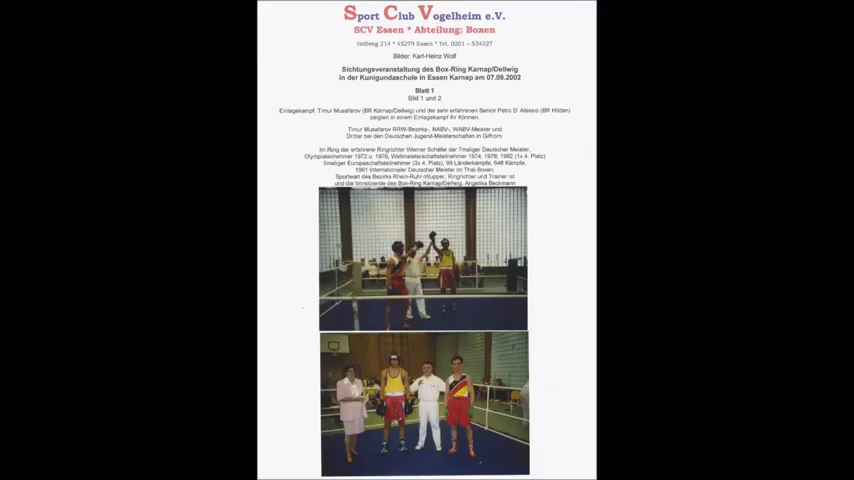 Sport Club Vogelheim e.V.
SCV Essen * Abteilung: Boxen
Heßweg 214 * 45279 Essen * Tel. 0201 – 534327
Bilder: Karl-Heinz Wolf
Sichtungsveranstaltung des Box-Ring Karnap/Dellwig
in der Kunigundaschule in Essen Karnap am 07.09.2002
Blatt 1
Bild 1 und 2
Einlagekampf: Timur Musafarov (BR Karnap/Dellwig) und der sehr erfahrenen Senior Petro D' Alessio (BR Hilden)
zeigten in einem Einlagekampf ihr Können.
Timur Musafarov RRW-Bezirks-, NABV-, WABV-Meister und
Dritter bei den Deutschen Jugend-Meisterschaften in Gifhorn.
Im Ring der erfahrene Ringrichter Werner Schäfer der 7maliger Deutscher Meister,
Olympiateilnehmer 1972 u. 1976, Weltmeisterschaftsteilnehmer 1974, 1978, 1982 (1x 4. Platz)
5maliger Europaschaftsteilnehmer (3x 4. Platz), 98 Länderkämpfe, 648 Kämpfe,
1991 Internationaler Deutscher Meister im Thai-Boxen,
Sportwart des Bezirks Rhein-Ruhr-Wupper, Ringrichter und Trainer ist
und die Vorsitzende des Box-Ring Karnap/Dellwig, Angelika Beckmann